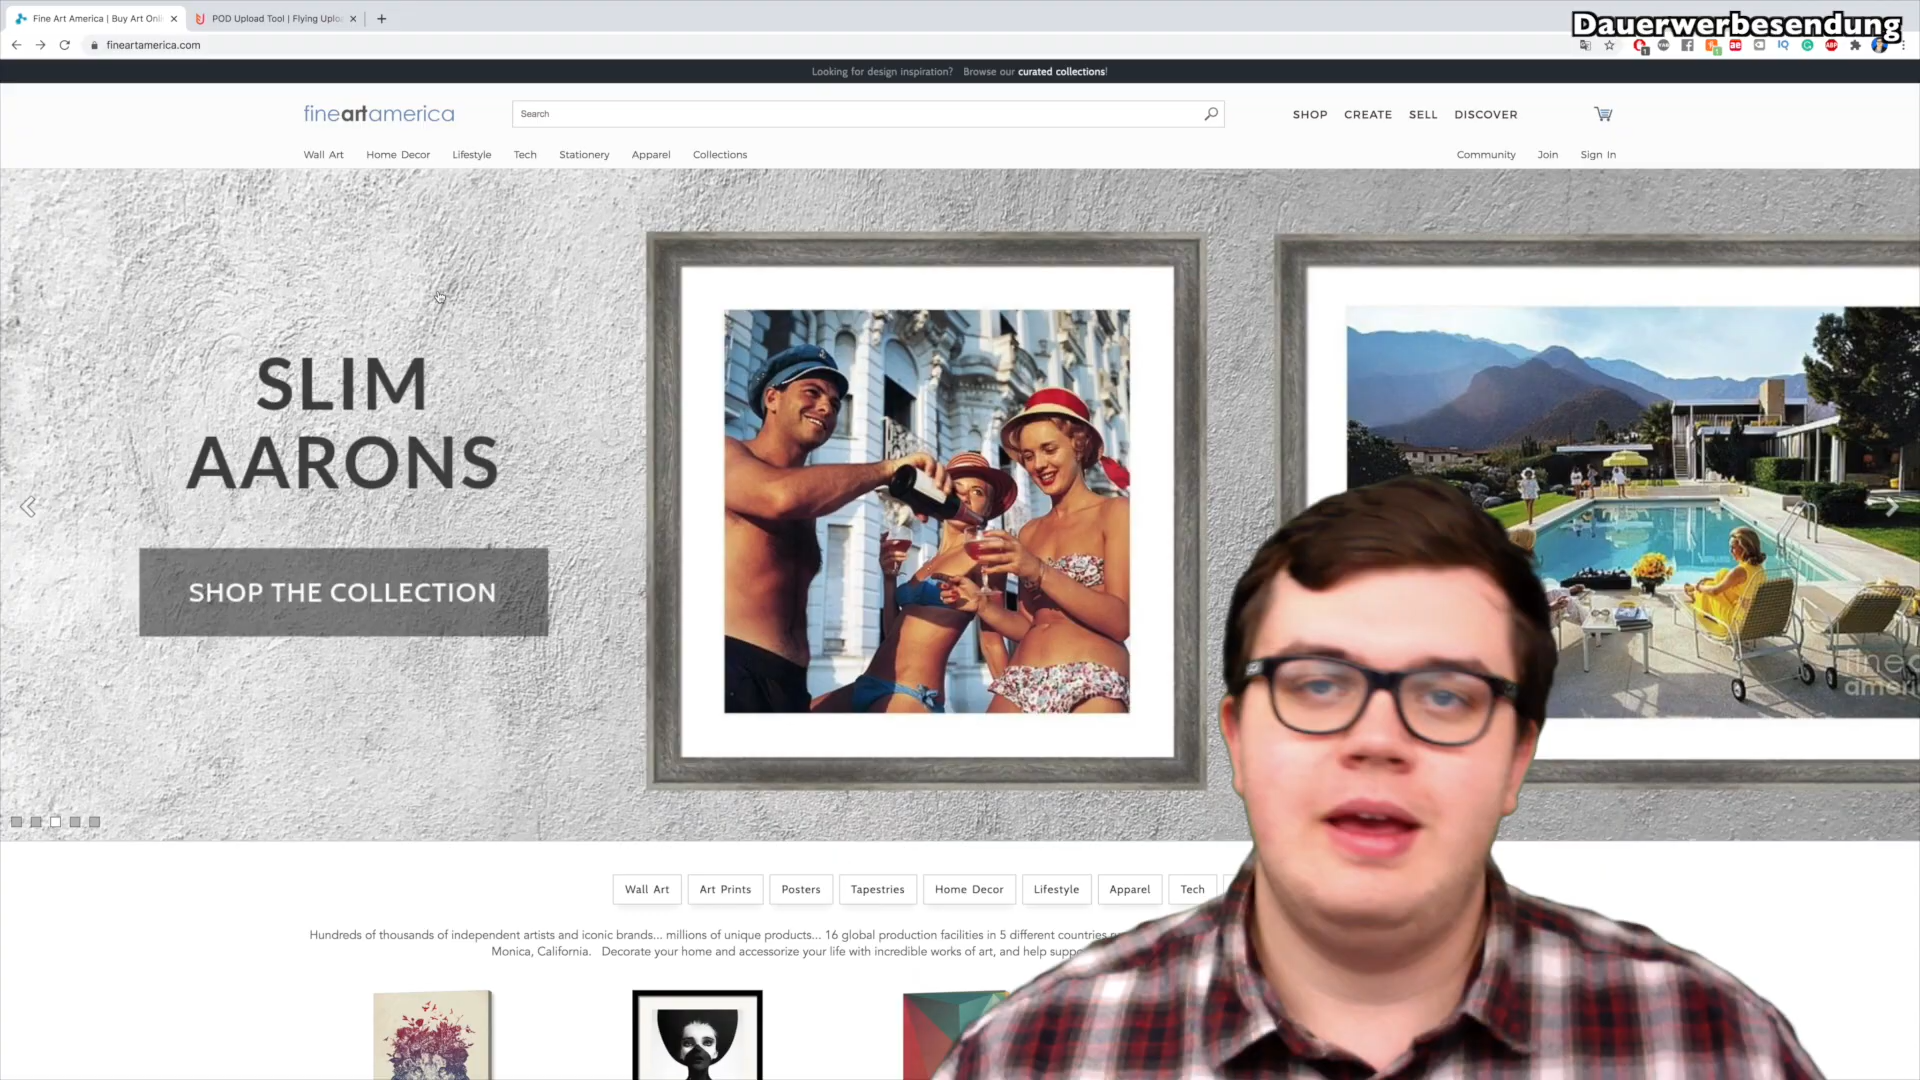 Fine Art America | Buy Art Onli
POD Upload Tool | Flying Uplo
Dauerwerbesendung
fineartamerica.com
Looking for design inspiration? Browse our curated collections!
fineartamerica
Search
SHOP CREATE SELL DISCOVER
Wall Art Home Decor Lifestyle Tech Stationery Apparel Collections
Community Join Sign In
SLIM
AARONS
SHOP THE COLLECTION
fine
ameri
Wall Art Art Prints Posters Tapestries Home Decor Lifestyle Apparel Tech
Hundreds of thousands of independent artists and iconic brands... millions of unique products... 16 global production facilities in 5 different countries
Monica, California. Decorate your home and accessorize your life with incredible works of art, and help